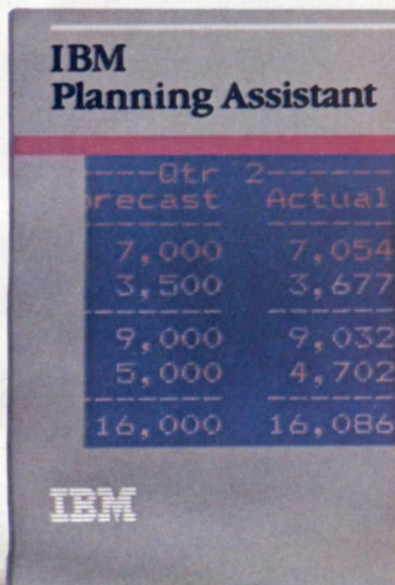 IBM
Planning Assistant
----Qtr 2------
orecast Actual
------- -------
7,000 7,054
3,500 3,677
------- -------
9,000 9,032
5,000 4,702
------- -------
16,000 16,086
IBM